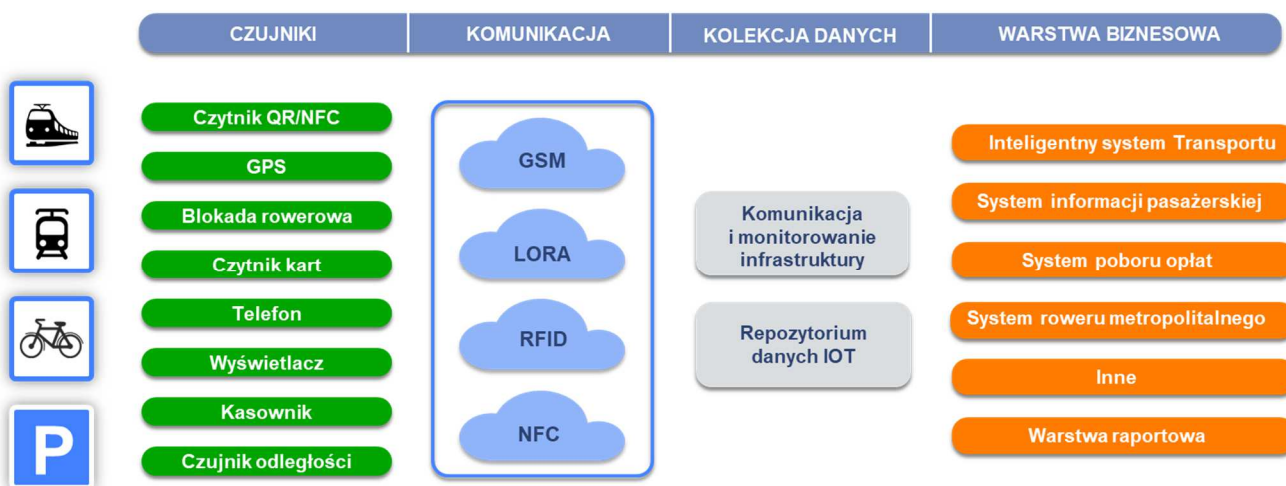 CZUJNIKI
KOMUNIKACJA
KOLEKCJA DANYCH
WARSTWA BIZNESOWA
Czytnik QR/NFC
GPS
Blokada rowerowa
Czytnik kart
Telefon
Wyświetlacz
Kasownik
Czujnik odległości
GSM
LORA
RFID
NFC
Komunikacja
i monitorowanie
infrastruktury
Repozytorium
danych IOT
Inteligentny system Transportu
System informacji pasażerskiej
System poboru opłat
System roweru metropolitalnego
Inne
Warstwa raportowa
P